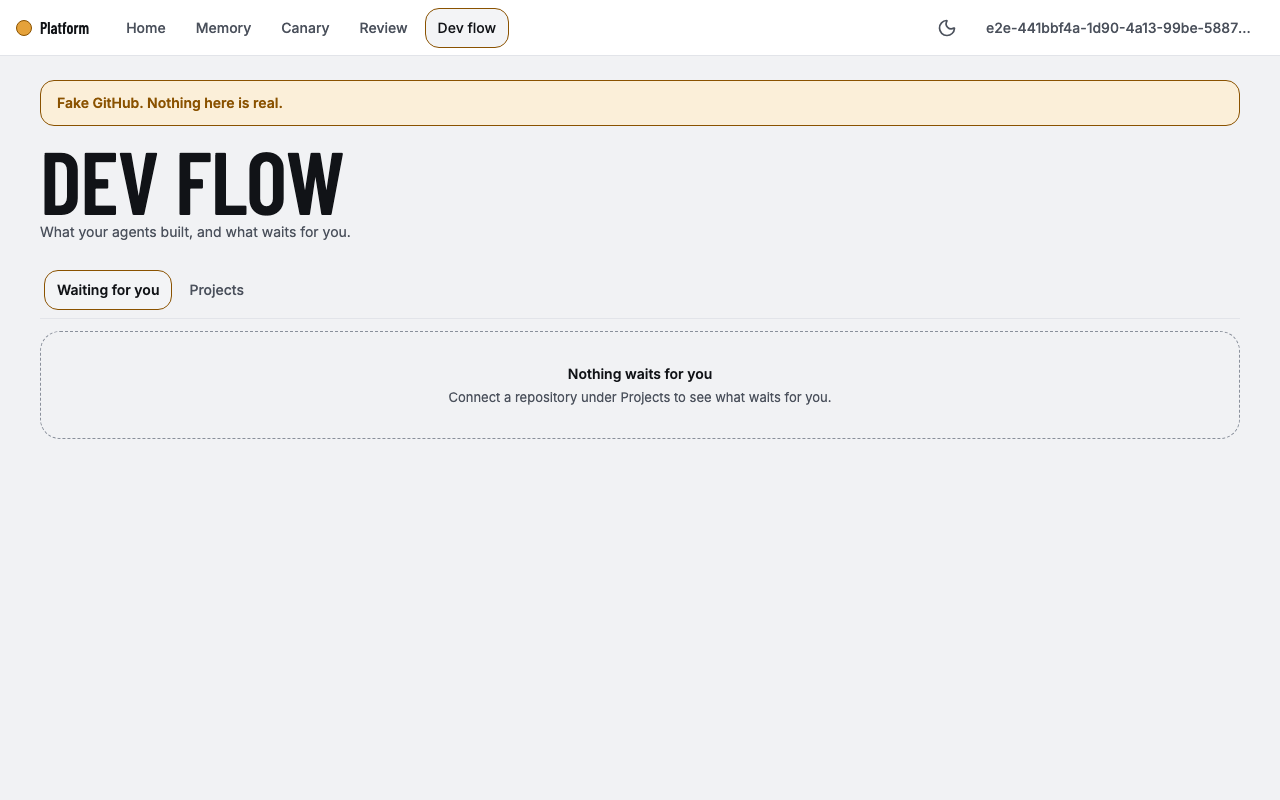 Platform
Home
Memory
Canary
Review
Dev flow
e2e-441bbf4a-1d90-4a13-99be-5887...
Fake GitHub. Nothing here is real.
DEV FLOW
What your agents built, and what waits for you.
Waiting for you
Projects
Nothing waits for you
Connect a repository under Projects to see what waits for you.